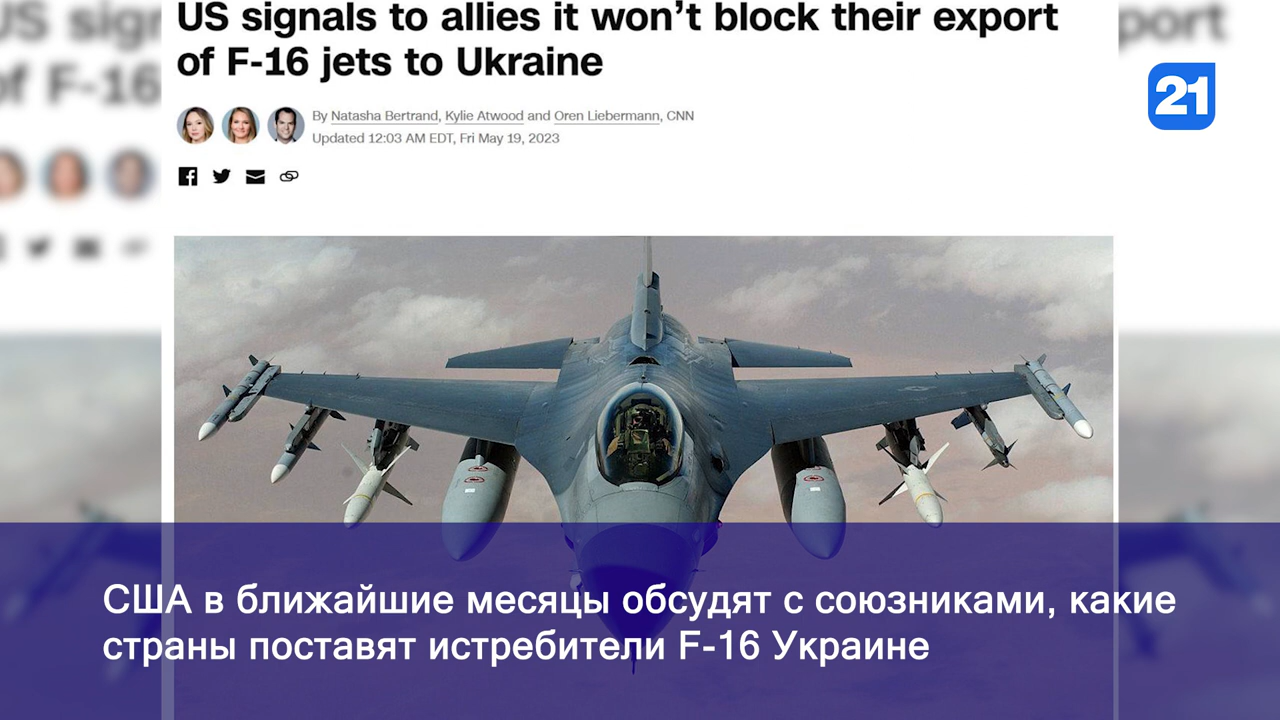 US signals to allies it won't block their export
of F-16 jets to Ukraine
By Natasha Bertrand, Kylie Atwood and Oren Liebermann, CNN
Updated 12:03 AM EDT, Fri May 19, 2023
21
США в ближайшие месяцы обсудят с союзниками, какие
страны поставят истребители F-16 Украине